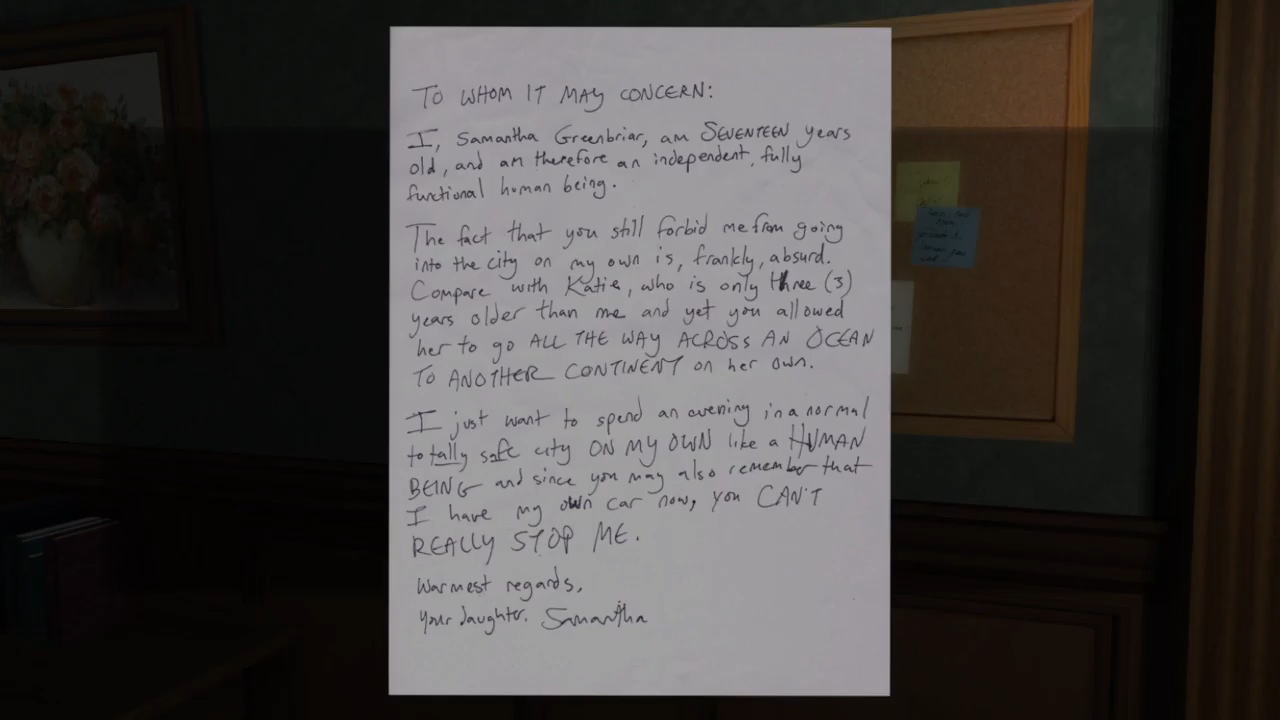 TO WHOM IT MAY CONCERN:
I, Samantha Greenbriar, am SEVENTEEN years
old, and am therefore an independent, fully
functional human being.
The fact that you still forbid me from going
into the city on my own is, frankly, absurd.
Compare with Katie, who is only three (3)
years older than me and yet you allowed
her to go ALL THE WAY ACROSS AN OCEAN
TO ANOTHER CONTINENT on her own.
I just want to spend an evening in a normal
totally safe city ON MY OWN like a HUMAN
BEING and since you may also remember that
I have my own car now, you CAN'T
REALLY STOP ME.
Warmest regards,
Your daughter. Samantha